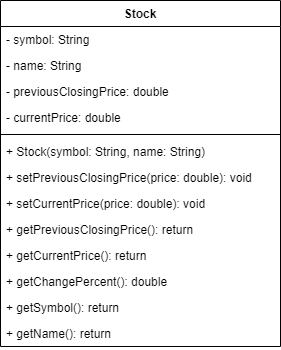 Stock
- symbol: String
- name: String
- previousClosingPrice: double
- currentPrice: double
+ Stock(symbol: String, name: String)
+ setPreviousClosingPrice(price: double): void
+ setCurrentPrice(price: double): void
+ getPreviousClosingPrice(): return
+ getCurrentPrice(): return
+ getChangePercent(): double
+ getSymbol(): return
+ getName(): return